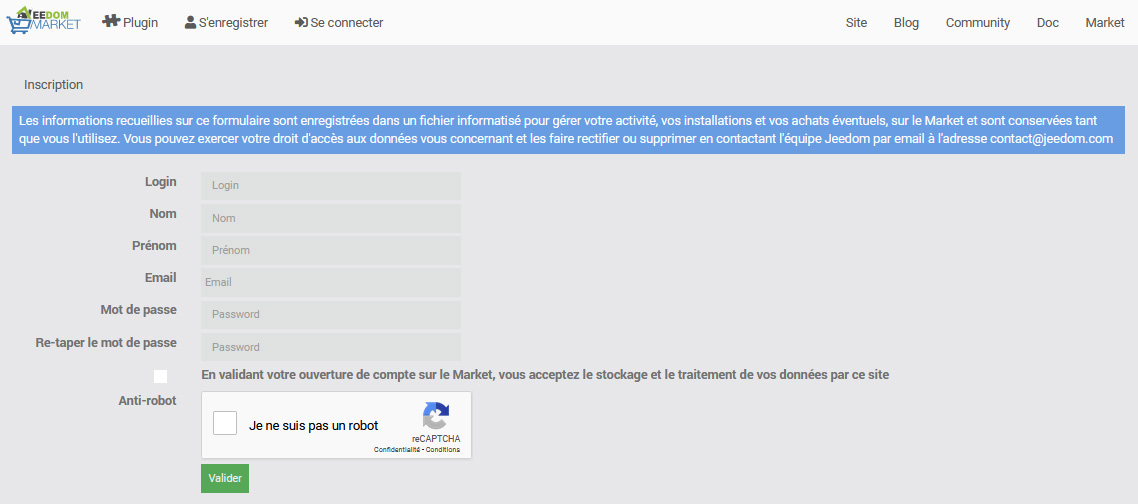 JEEDOM MARKET
Plugin
S'enregistrer
Se connecter
Site
Blog
Community
Doc
Market
Inscription
Les informations recueillies sur ce formulaire sont enregistrées dans un fichier informatisé pour gérer votre activité, vos installations et vos achats éventuels, sur le Market et sont conservées tant
que vous l'utilisez. Vous pouvez exercer votre droit d'accès aux données vous concernant et les faire rectifier ou supprimer en contactant l'équipe Jeedom par email à l'adresse contact@jeedom.com
Login
Login
Nom
Nom
Prénom
Prénom
Email
Email
Mot de passe
Password
Re-taper le mot de passe
Password
En validant votre ouverture de compte sur le Market, vous acceptez le stockage et le traitement de vos données par ce site
Anti-robot
Je ne suis pas un robot
reCAPTCHA
Confidentialité - Conditions
Valider